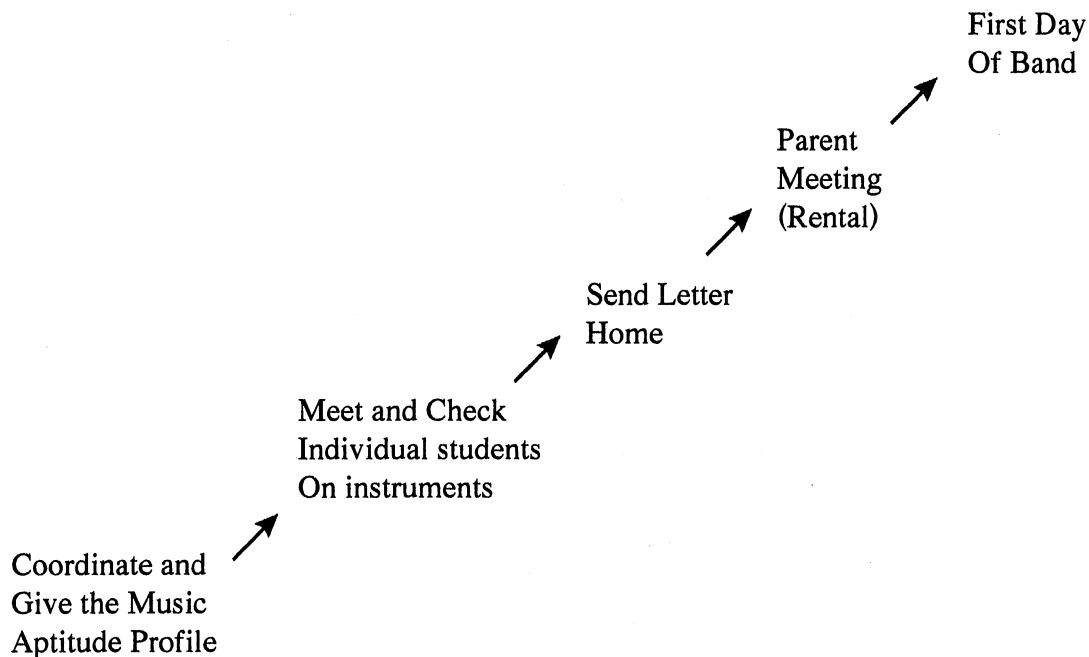 First Day
Of Band
Parent
Meeting
(Rental)
Send Letter
Home
Meet and Check
Individual students
On instruments
Coordinate and
Give the Music
Aptitude Profile